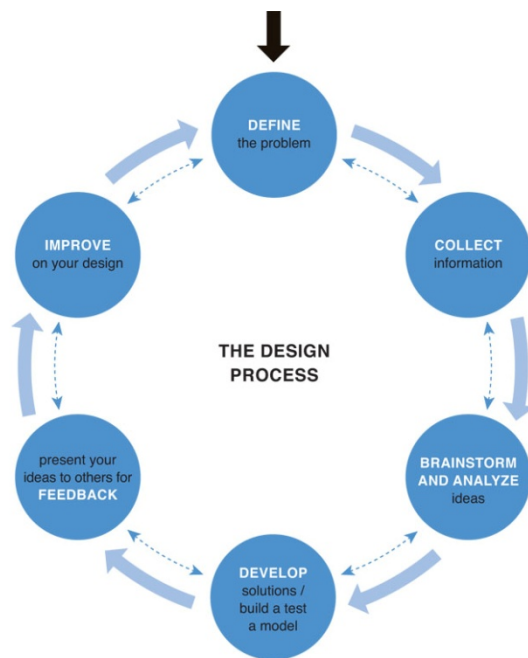 DEFINE
the problem
COLLECT
information
BRAINSTORM
AND ANALYZE
ideas
DEVELOP
solutions /
build a test
a model
present your
ideas to others for
FEEDBACK
IMPROVE
on your design
THE DESIGN
PROCESS